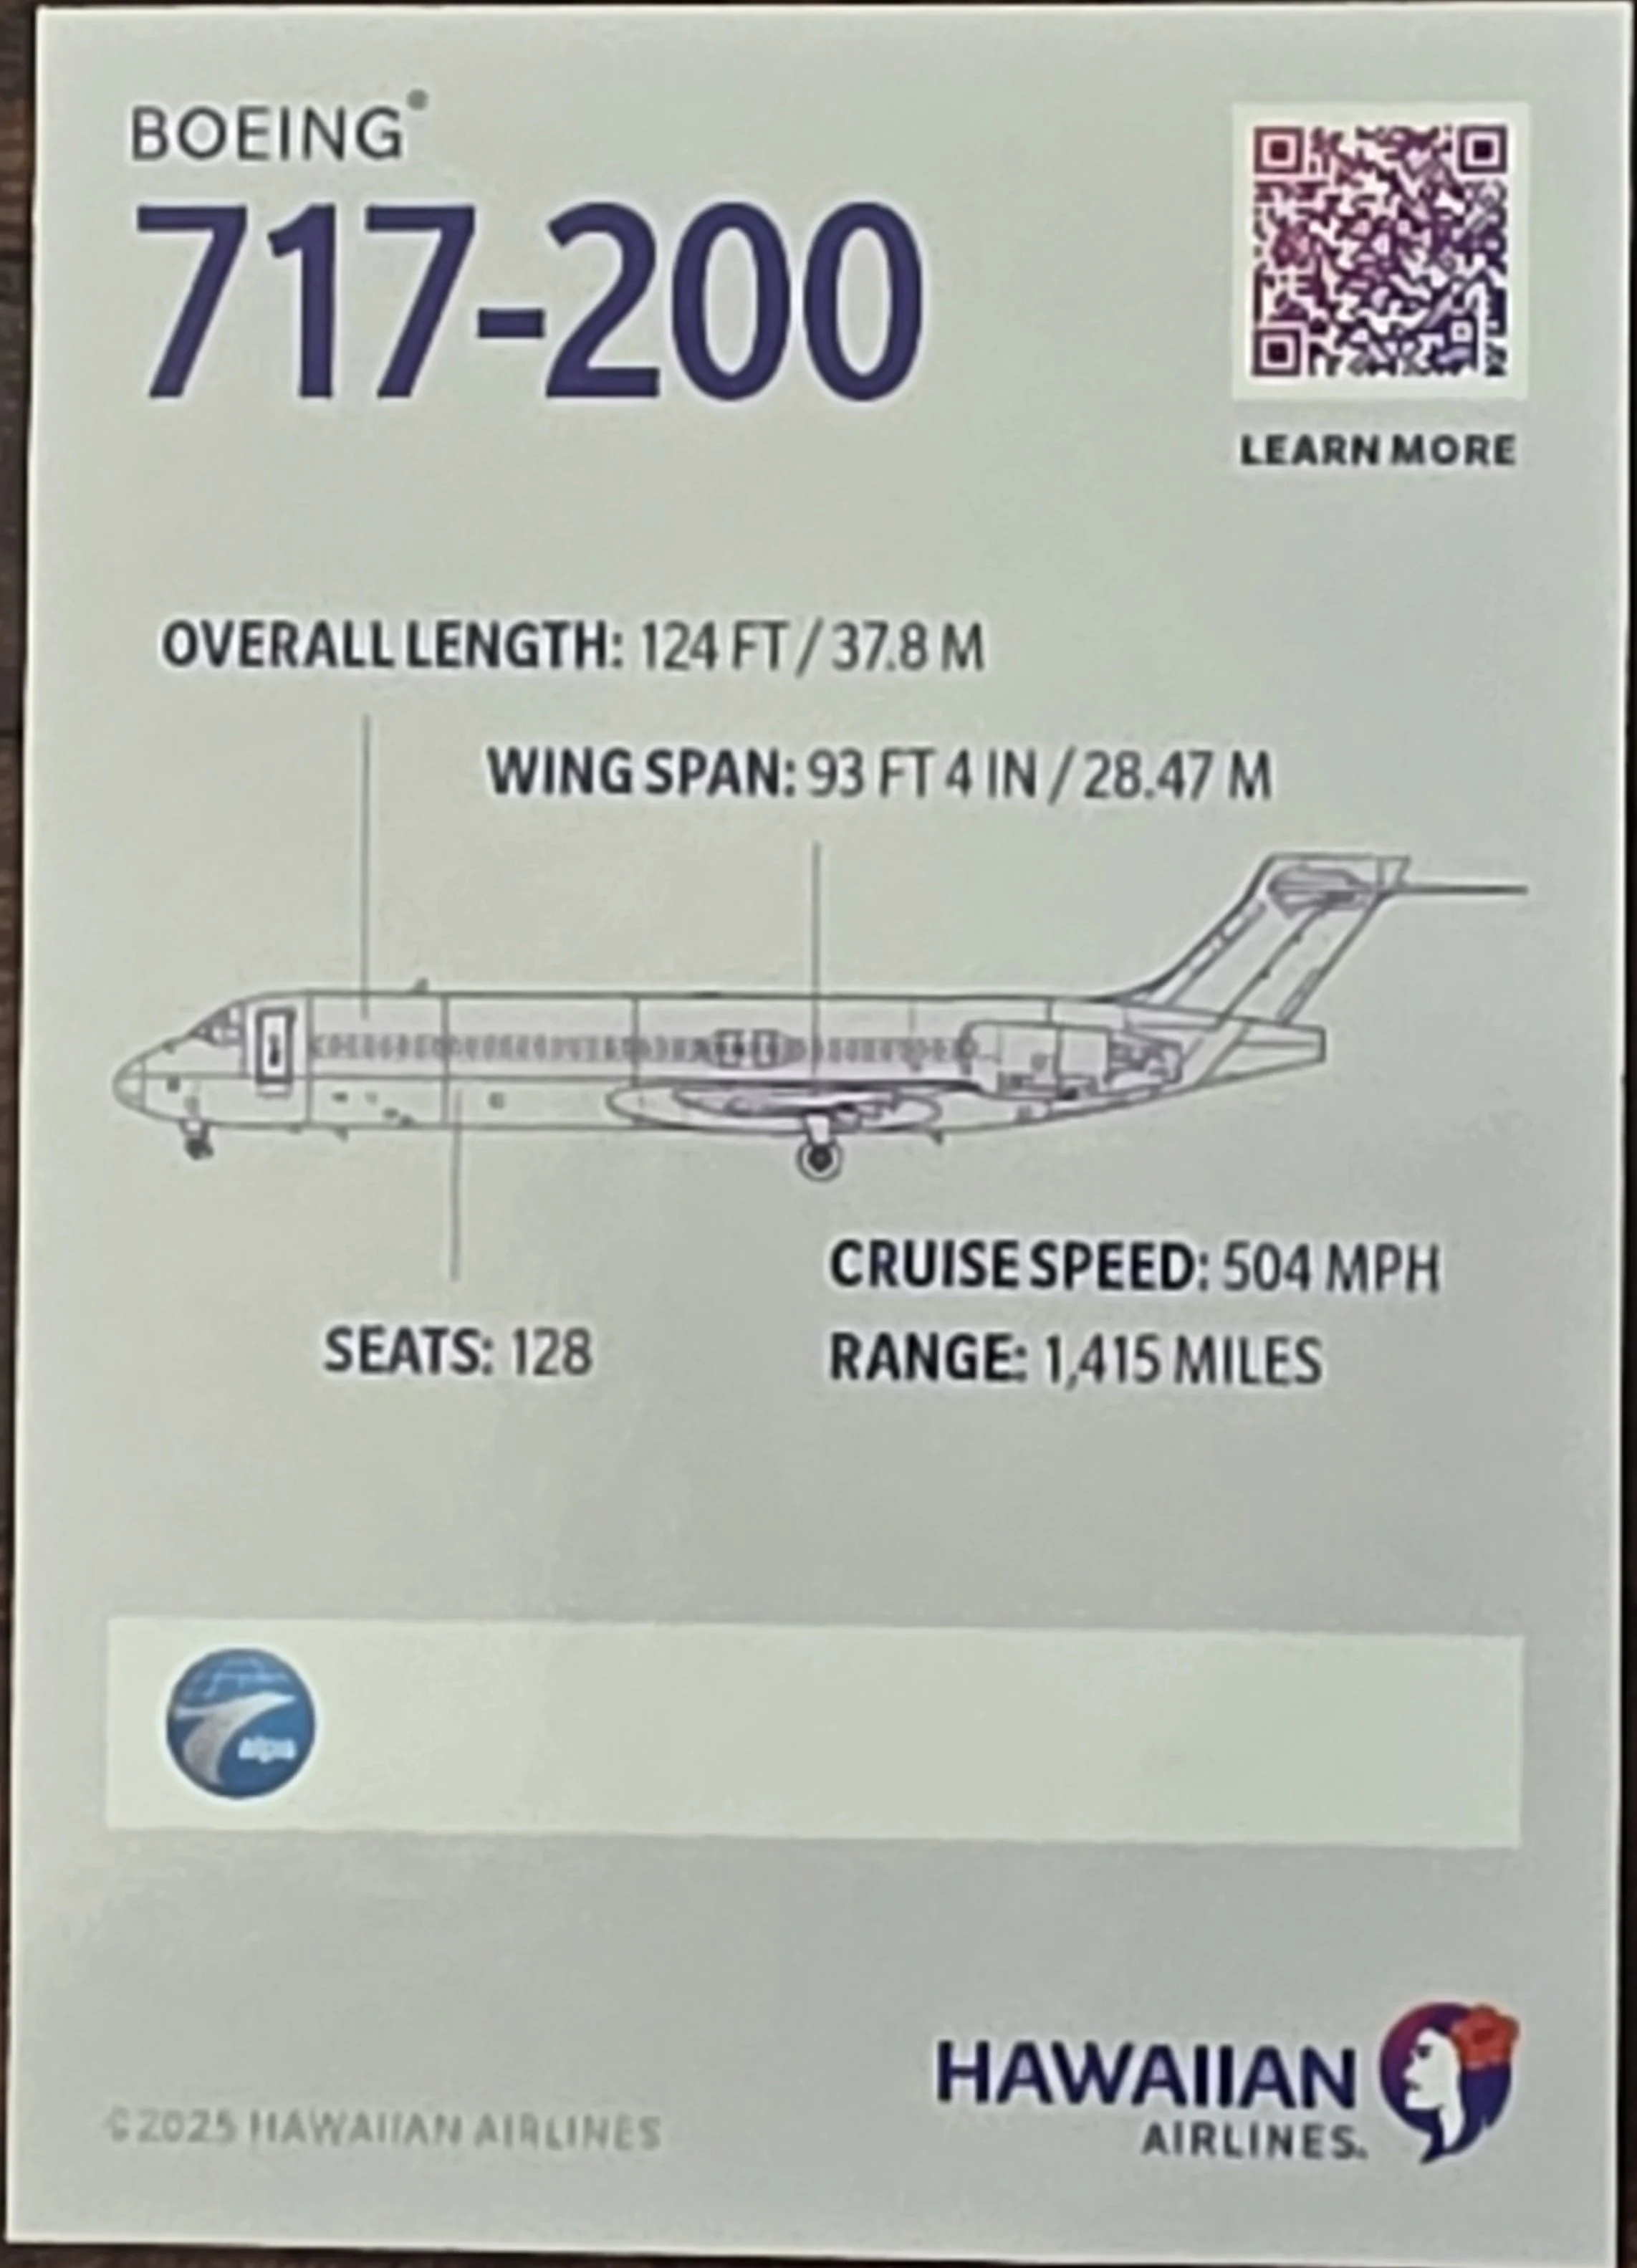 BOEING®
717-200
LEARN MORE
OVERALL LENGTH: 124 FT / 37.8 M
WING SPAN: 93 FT 4 IN / 28.47 M
CRUISE SPEED: 504 MPH
SEATS: 128
RANGE: 1,415 MILES
alpa
HAWAIIAN
AIRLINES.
©2025 HAWAIIAN AIRLINES